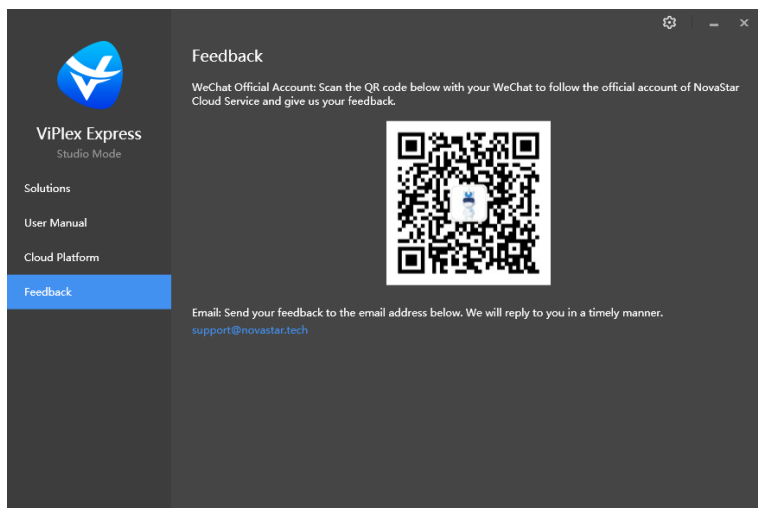 ViPlex Express
Studio Mode
Solutions
User Manual
Cloud Platform
Feedback
Feedback
WeChat Official Account: Scan the QR code below with your WeChat to follow the official account of NovaStar
Cloud Service and give us your feedback.
Email: Send your feedback to the email address below. We will reply to you in a timely manner.
support@novastar.tech